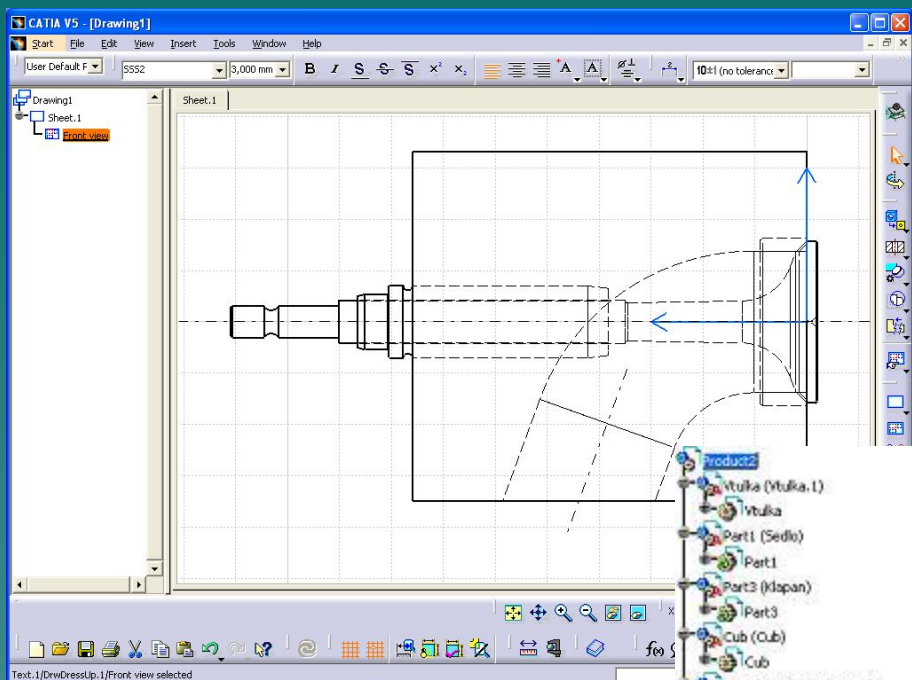 CATIA V5 - [Drawing1]
Start File Edit View Insert Tools Window Help
User Default P SSS2 3,000 mm B I S S S x² x₂ A A 10±1 (no tolerance
Drawing1
Sheet.1
Front view
Sheet.1
Product2
Vtulka (Vtulka.1)
Vtulka
Part1 (Sedlo)
Part1
Part3 (Klapan)
Part3
Cub (Cub)
Cub
f(x)
Text.1/DrwDressUp.1/Front view selected